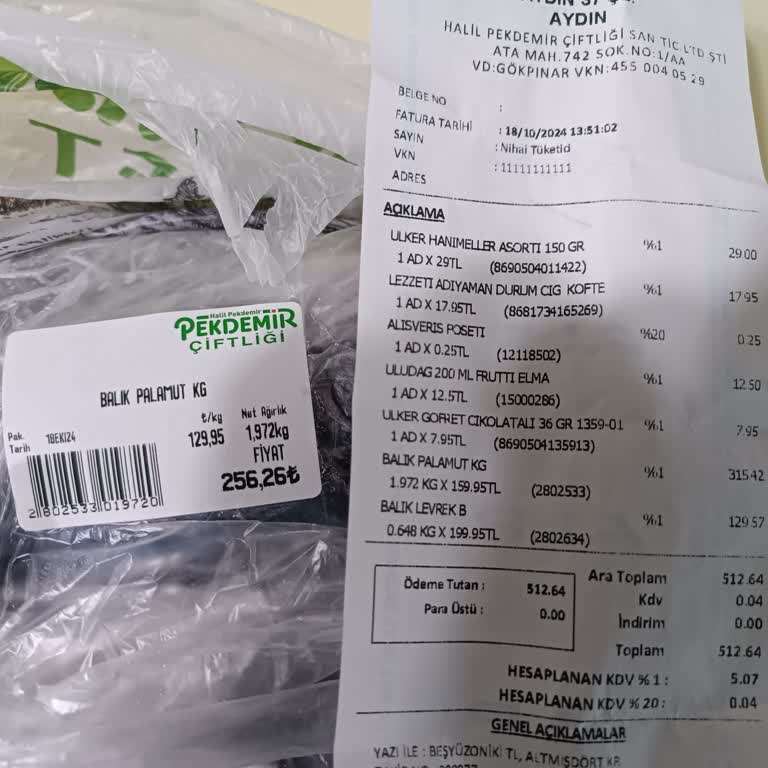 Halil Pekdemir
PEKDEMİR
ÇİFTLİĞİ
BALIK PALAMUT KG
Pak.
Tarih
18EKI24
₺/kg
129,95
Net Ağırlık
1,972kg
FİYAT
256,26₺
2 802533 019720
AYDIN
HALİL PEKDEMİR ÇİFTLİĞİ SAN TİC.LTD.ŞTİ
ATA MAH.742 SOK.NO:1/AA
VD:GÖKPINAR VKN:455 004 05 29
BELGE NO :
FATURA TARİHİ : 18/10/2024 13:51:02
SAYIN : Nihai Tüketid
VKN : 11111111111
ADRES
AÇIKLAMA
ULKER HANIMELLER ASORTI 150 GR %1 29.00
1 AD X 29TL (8690504011422)
LEZZETI ADIYAMAN DURUM CIG KOFTE %1 17.95
1 AD X 17.95TL (8681734165269)
ALISVERIS POSETI %20 0.25
1 AD X 0.25TL (12118502)
ULUDAG 200 ML FRUTTI ELMA %1 12.50
1 AD X 12.5TL (15000286)
ULKER GOFRET CIKOLATALI 36 GR 1359-01 %1 7.95
1 AD X 7.95TL (8690504135913)
BALIK PALAMUT KG %1 315.42
1.972 KG X 159.95TL (2802533)
BALIK LEVREK B %1 129.57
0.648 KG X 199.95TL (2802634)
Ödeme Tutan : 512.64
Para Üstü : 0.00
Ara Toplam 512.64
Kdv 0.04
İndirim 0.00
Toplam 512.64
HESAPLANAN KDV % 1 : 5.07
HESAPLANAN KDV % 20 : 0.04
GENEL AÇIKLAMALAR
YAZI İLE : BEŞYÜZONİKİ TL, ALTMIŞDÖRT KR